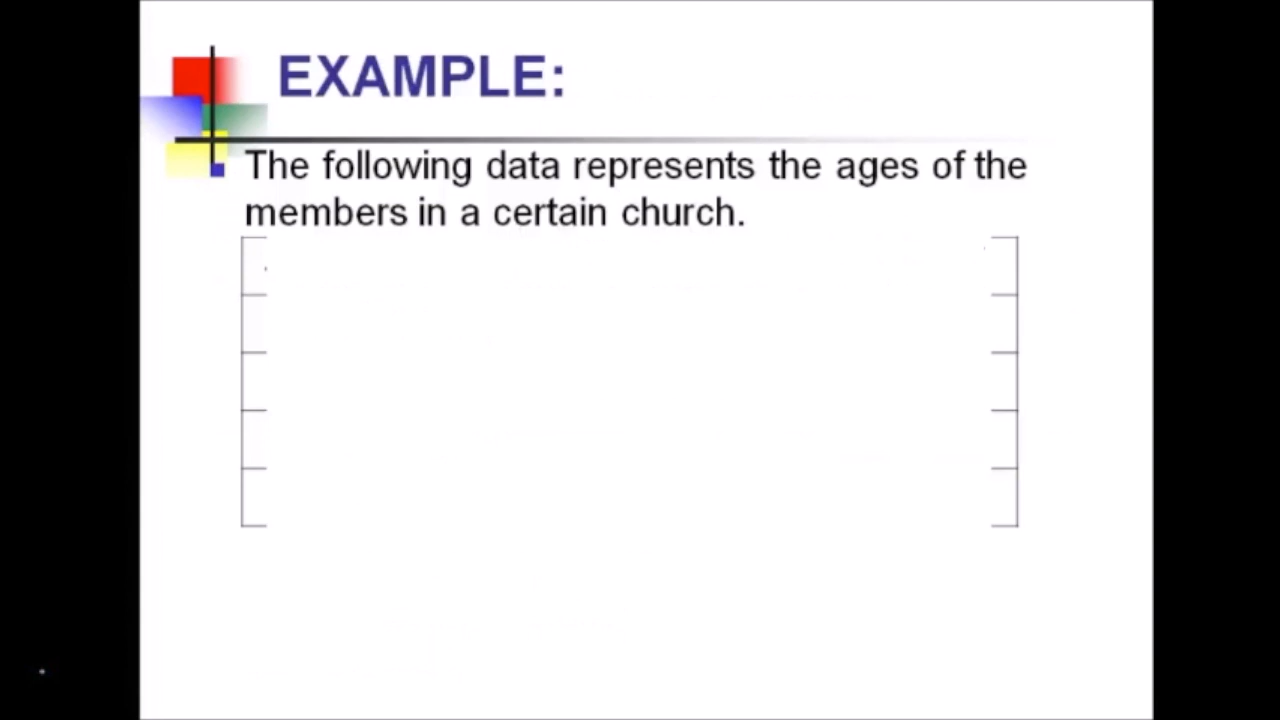 EXAMPLE:
The following data represents the ages of the
members in a certain church.